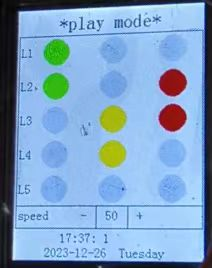 *play mode*
L1
L2
L3
L4
L5
speed - 50 +
17:37: 1
2023-12-26 Tuesday